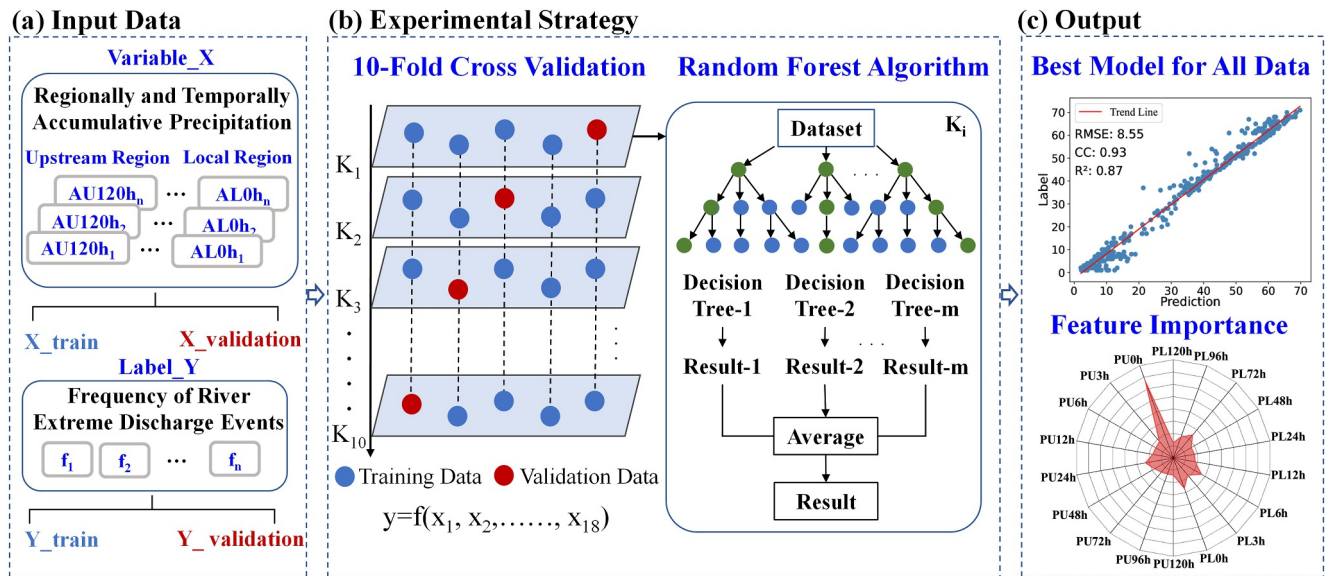 (a) Input Data
Variable_X
Regionally and Temporally
Accumulative Precipitation
Upstream Region Local Region
AU120hₙ ... AL0hₙ
AU120h₂ ... AL0h₂
AU120h₁ ... AL0h₁
X_train X_validation
Label_Y
Frequency of River
Extreme Discharge Events
f₁ f₂ ... fₙ
Y_train Y_ validation
(b) Experimental Strategy
10-Fold Cross Validation
K₁
K₂
K₃
K₁₀
Training Data Validation Data
y=f(x₁, x₂,……, x₁₈)
Random Forest Algorithm
Dataset
Kᵢ
Decision Tree-1
Decision Tree-2
Decision Tree-m
Result-1 Result-2 Result-m
Average
Result
(c) Output
Best Model for All Data
Trend Line
RMSE: 8.55
CC: 0.93
R²: 0.87
Label
70
60
50
40
30
20
10
0
0 10 20 30 40 50 60 70
Prediction
Feature Importance
PL120h
PL96h
PL72h
PL48h
PL24h
PL12h
PL6h
PL3h
PL0h
PU120h
PU96h
PU72h
PU48h
PU24h
PU12h
PU6h
PU3h
PU0h